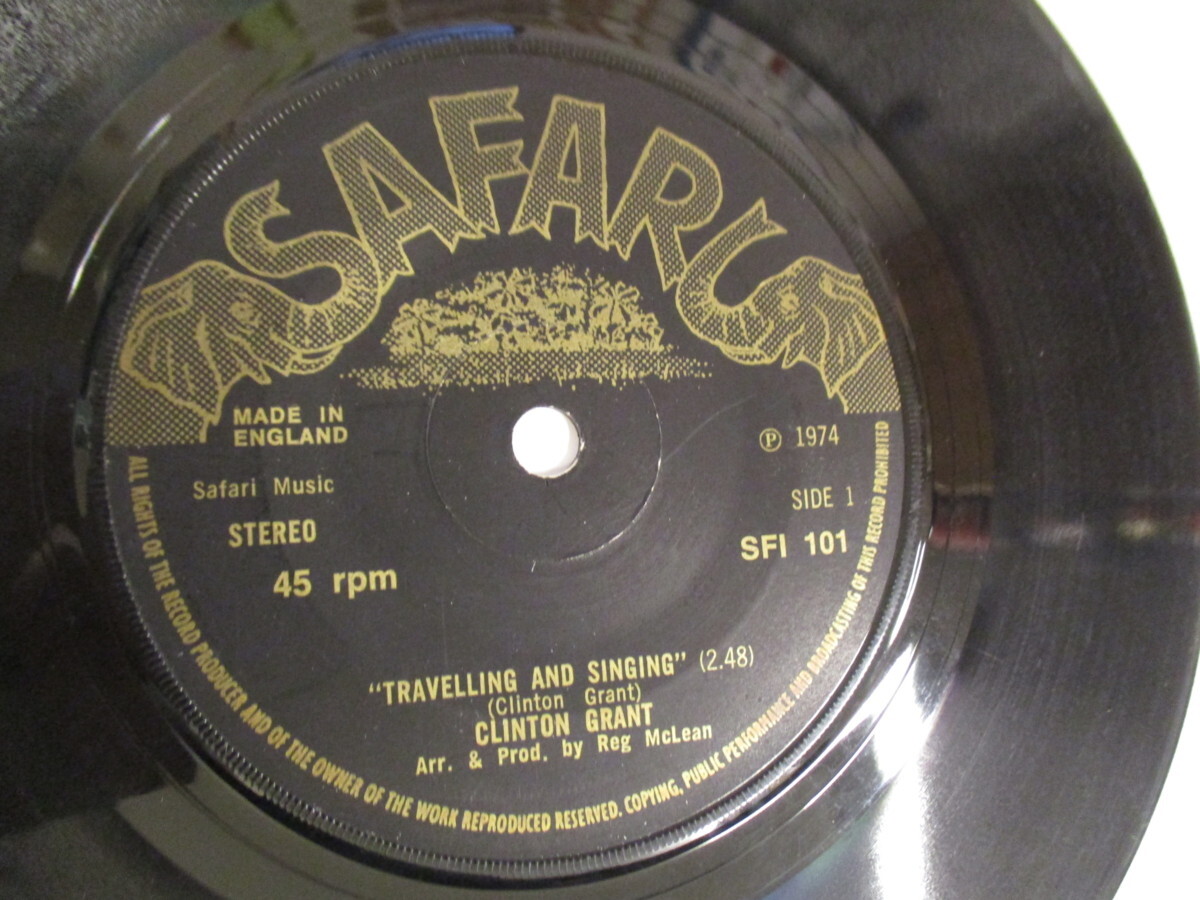 SAFARI
MADE IN
ENGLAND
℗ 1974
Safari Music
SIDE 1
STEREO
SFI 101
45 rpm
"TRAVELLING AND SINGING" (2.48)
(Clinton Grant)
CLINTON GRANT
Arr. & Prod. by Reg McLean
ALL RIGHTS OF THE RECORD PRODUCER AND OF THE OWNER OF THE WORK REPRODUCED RESERVED. COPYING, PUBLIC PERFORMANCE AND BROADCASTING OF THIS RECORD PROHIBITED